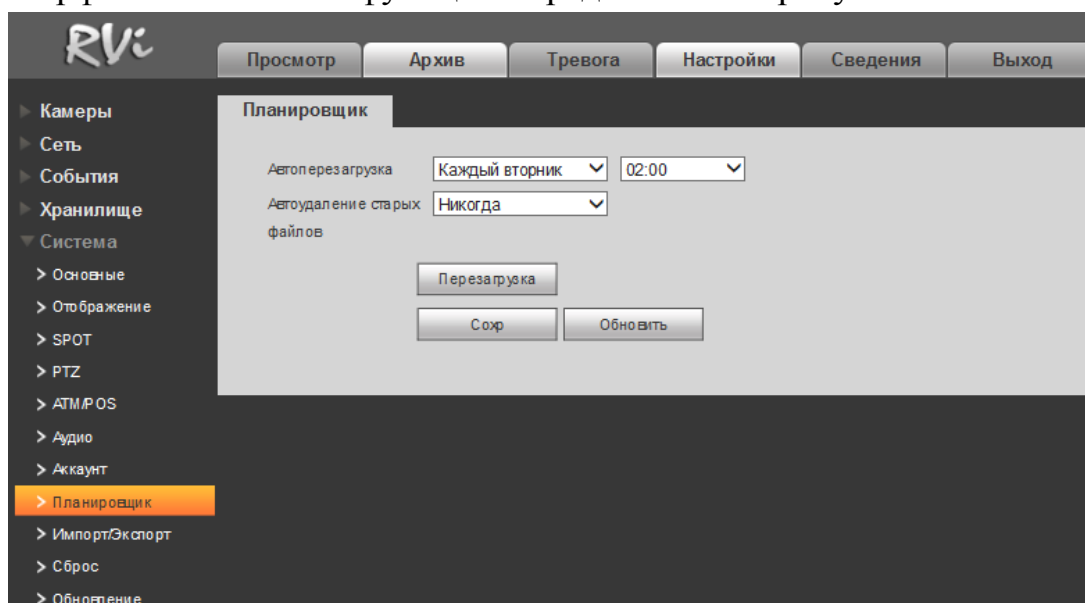 RVi
Просмотр Архив Тревога Настройки Сведения Выход
Камеры
Сеть
События
Хранилище
Система
Основные
Отображение
SPOT
PTZ
ATM/POS
Аудио
Аккаунт
Планировщик
Импорт/Экспорт
Сброс
Обновление
Планировщик
Автоперезагрузка Каждый вторник 02:00
Автоудаление старых файлов Никогда
Перезагрузка
Сохр Обновить